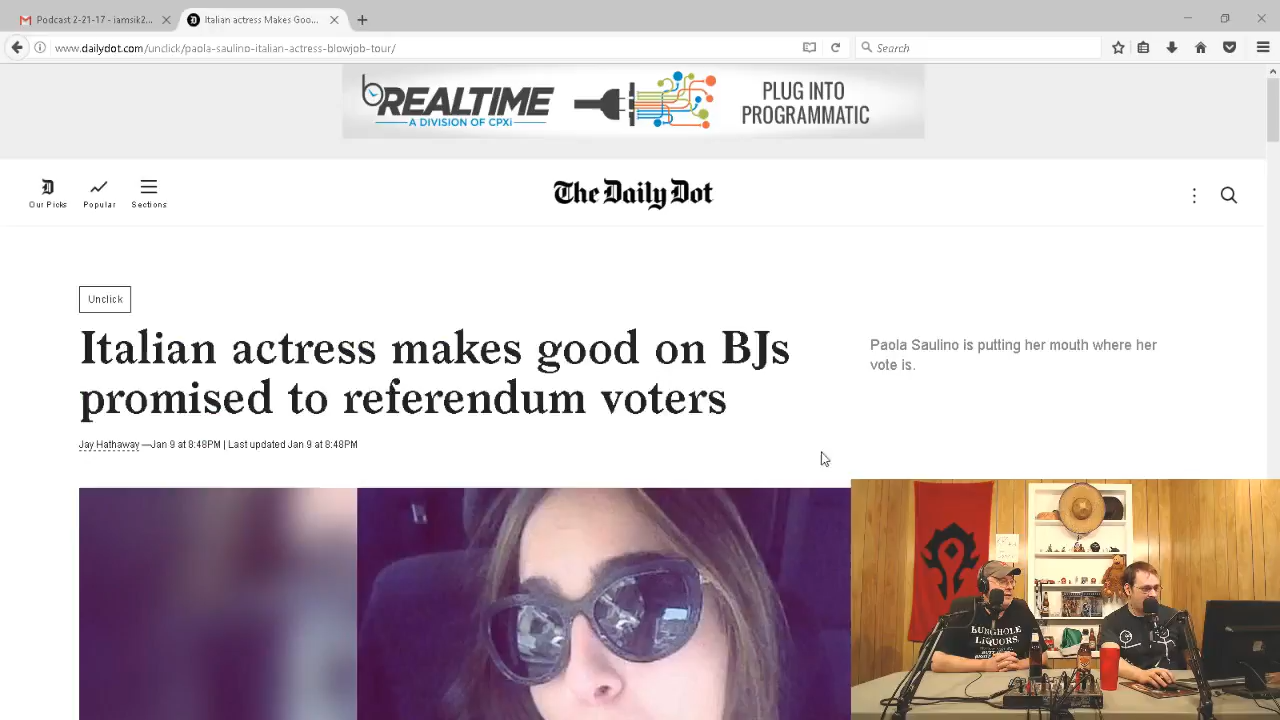 Podcast 2-21-17 - iamsik2...
Italian actress Makes Goo...
www.dailydot.com/unclick/paola-saulino-italian-actress-blowjob-tour/
Search
bREALTIME
A DIVISION OF CPXi
PLUG INTO
PROGRAMMATIC
Our Picks
Popular
Sections
The Daily Dot
Unclick
Italian actress makes good on BJs
promised to referendum voters
Paola Saulino is putting her mouth where her
vote is.
Jay Hathaway —Jan 9 at 8:48PM | Last updated Jan 9 at 8:48PM
BUNGHOLE
LIQUORS